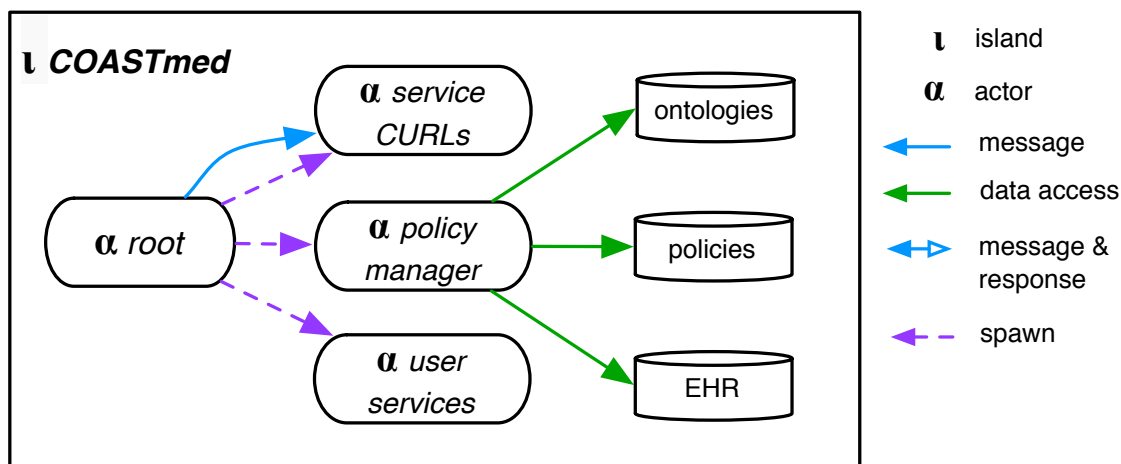 ι COASTmed
α service
CURLs
α root
α policy
manager
α user
services
ontologies
policies
EHR
ι island
α actor
message
data access
message &
response
spawn